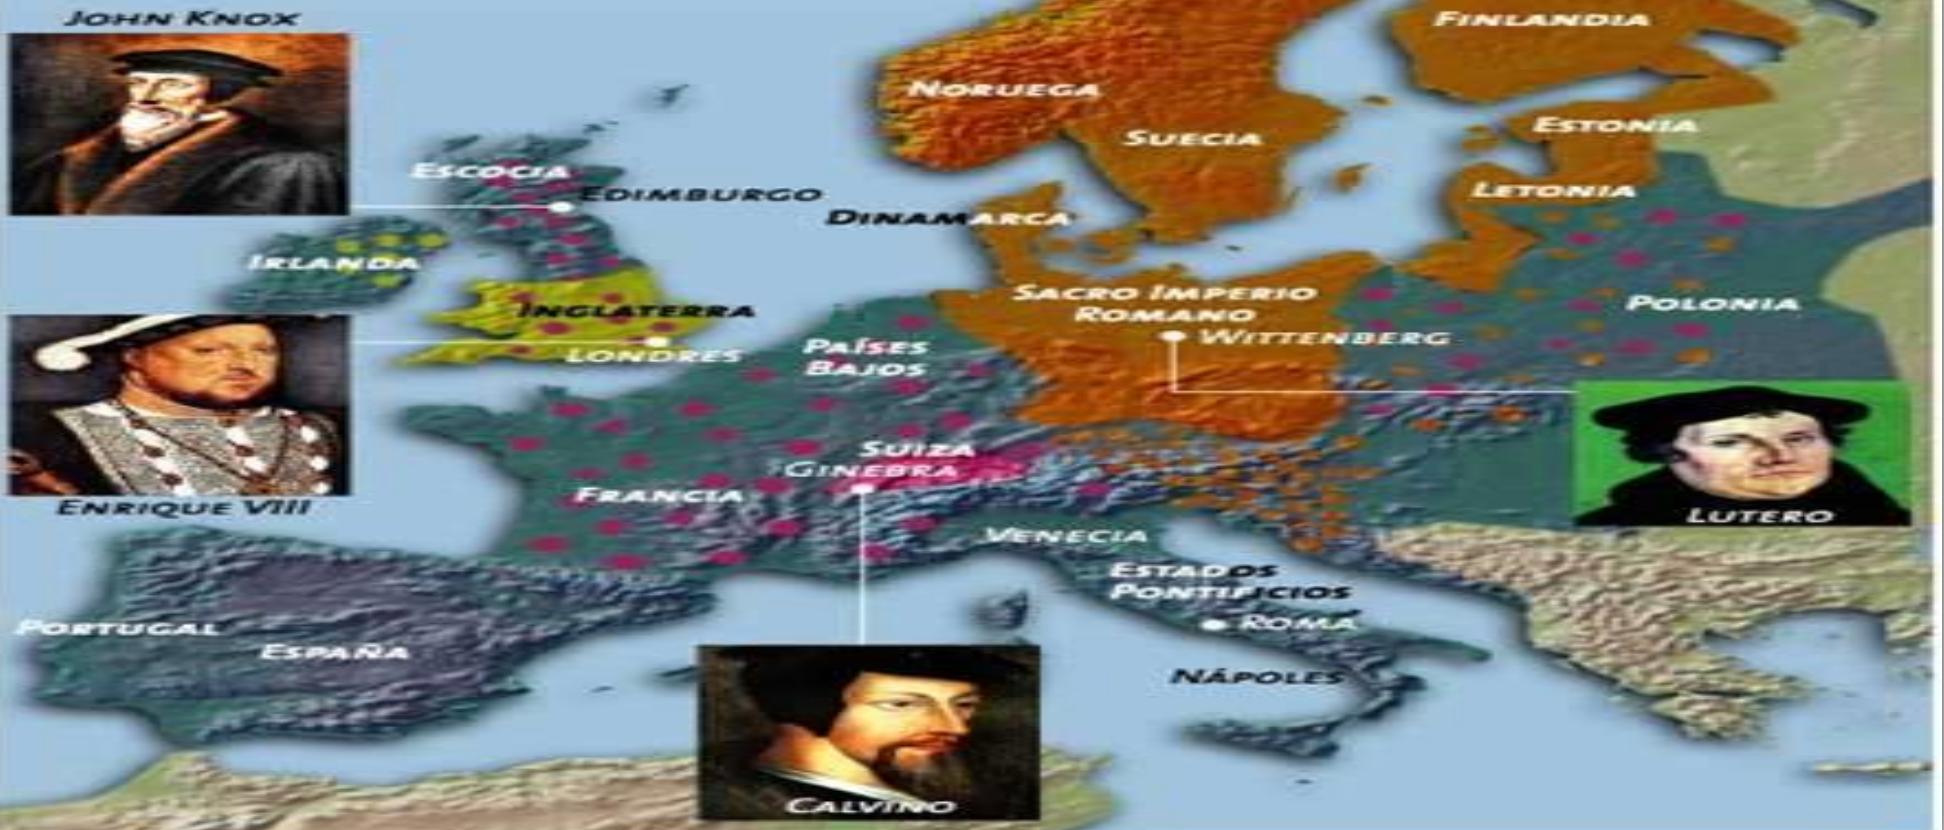 JOHN KNOX
FINLANDIA
NORUEGA
SUECIA
ESTONIA
ESCOCIA
EDIMBURGO
LETONIA
DINAMARCA
IRLANDA
SACRO IMPERIO
ROMANO
POLONIA
INGLATERRA
WITTENBERG
LONDRES
PAÍSES
BAJOS
SUIZA
GINEBRA
FRANCIA
ENRIQUE VIII
LUTERO
VENECIA
ESTADOS
PONTIFICIOS
ROMA
PORTUGAL
ESPAÑA
NÁPOLES
CALVINO